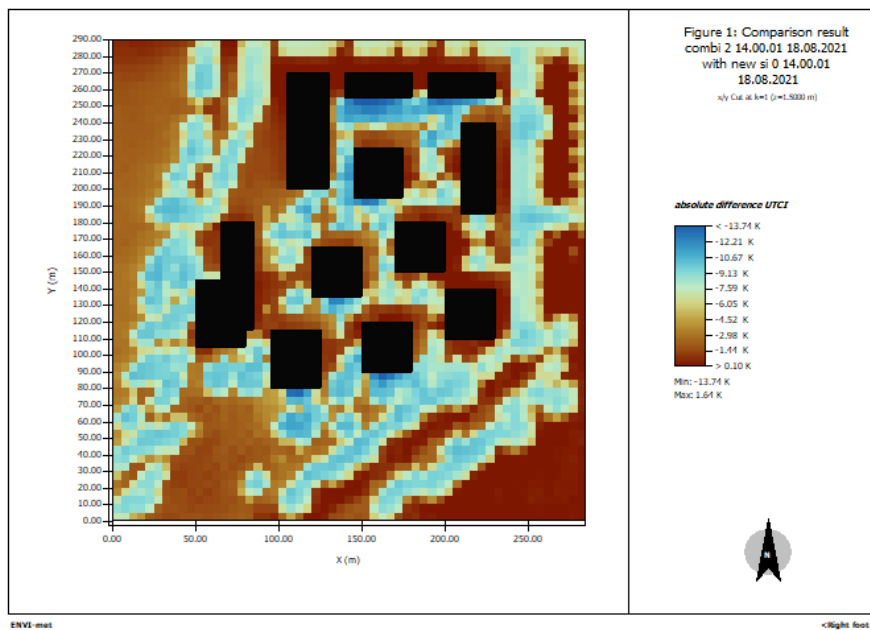 Figure 1: Comparison result
combi 2 14.00.01 18.08.2021
with new si 0 14.00.01
18.08.2021
x/y Cut at k=1 (z=1.5000 m)
290.00
280.00
270.00
260.00
250.00
240.00
230.00
220.00
210.00
200.00
190.00
180.00
170.00
160.00
150.00
140.00
130.00
120.00
110.00
100.00
90.00
80.00
70.00
60.00
50.00
40.00
30.00
20.00
10.00
0.00
Y (m)
0.00 50.00 100.00 150.00 200.00 250.00
X (m)
absolute difference UTCI
< -13.74 K
-12.21 K
-10.67 K
-9.13 K
-7.59 K
-6.05 K
-4.52 K
-2.98 K
-1.44 K
> 0.10 K
Min: -13.74 K
Max: 1.64 K
N
ENVI-met
<Right foot